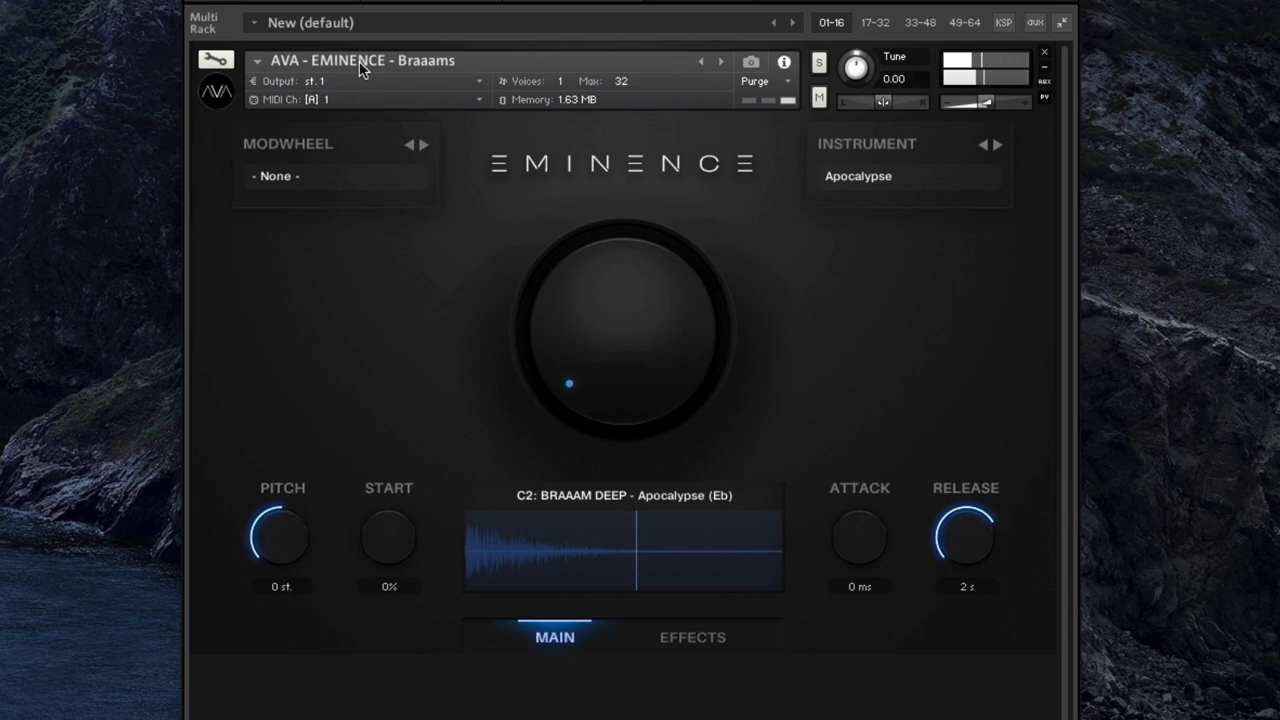 Multi Rack
New (default)
01-16 17-32 33-48 49-64 KSP aux
AVA - EMINENCE - Braaams
Output: st. 1
Voices: 1 Max: 32
Purge
MIDI Ch: [A] 1
Memory: 1.63 MB
S
M
Tune
0.00
L R
AUX
PV
AVA
MODWHEEL
- None -
EMINENCE
INSTRUMENT
Apocalypse
PITCH
0 st.
START
0%
C2: BRAAAM DEEP - Apocalypse (Eb)
ATTACK
0 ms
RELEASE
2 s
MAIN
EFFECTS